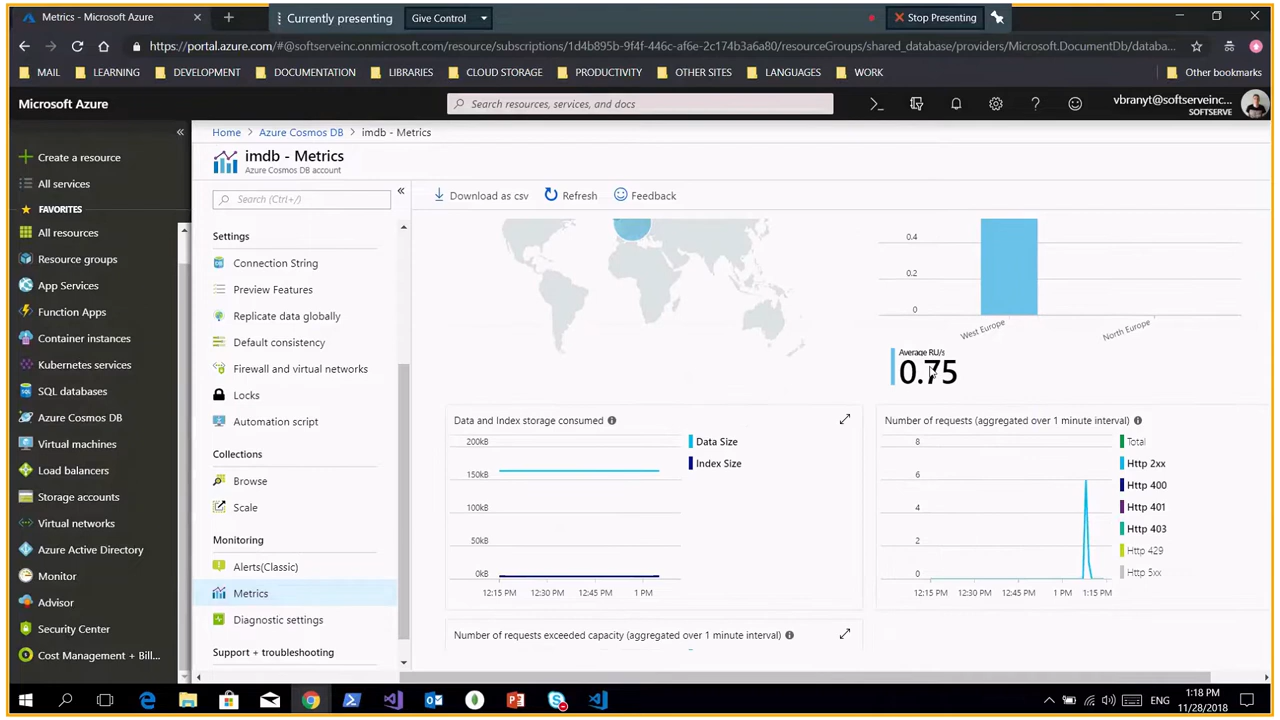 Metrics - Microsoft Azure
Currently presenting
Give Control
Stop Presenting
https://portal.azure.com/#@softserveinc.onmicrosoft.com/resource/subscriptions/1d4b895b-9f4f-446c-af6e-2c174b3a6a80/resourceGroups/shared_database/providers/Microsoft.DocumentDb/databa...
MAIL
LEARNING
DEVELOPMENT
DOCUMENTATION
LIBRARIES
CLOUD STORAGE
PRODUCTIVITY
OTHER SITES
LANGUAGES
WORK
Other bookmarks
Microsoft Azure
Search resources, services, and docs
vbranyt@softserveinc...
SOFTSERVE
Create a resource
All services
FAVORITES
All resources
Resource groups
App Services
Function Apps
Container instances
Kubernetes services
SQL databases
Azure Cosmos DB
Virtual machines
Load balancers
Storage accounts
Virtual networks
Azure Active Directory
Monitor
Advisor
Security Center
Cost Management + Bill...
Home > Azure Cosmos DB > imdb - Metrics
imdb - Metrics
Azure Cosmos DB account
Search (Ctrl+/)
Settings
Connection String
Preview Features
Replicate data globally
Default consistency
Firewall and virtual networks
Locks
Automation script
Collections
Browse
Scale
Monitoring
Alerts(Classic)
Metrics
Diagnostic settings
Support + troubleshooting
Download as csv
Refresh
Feedback
0.4
0.2
0
West Europe
North Europe
Average RU/s
0.75
Data and Index storage consumed
200kB
150kB
100kB
50kB
0kB
12:15 PM
12:30 PM
12:45 PM
1 PM
Data Size
Index Size
Number of requests (aggregated over 1 minute interval)
8
6
4
2
0
12:15 PM
12:30 PM
12:45 PM
1 PM
1:15 PM
Total
Http 2xx
Http 400
Http 401
Http 403
Http 429
Http 5xx
Number of requests exceeded capacity (aggregated over 1 minute interval)
ENG
1:18 PM
11/28/2018